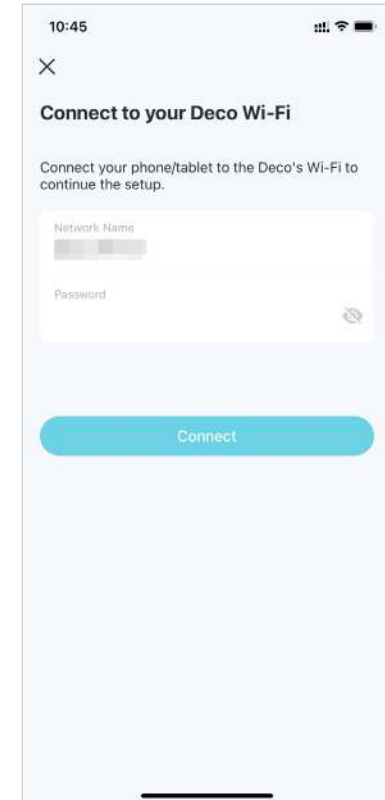 10:45
Connect to your Deco Wi-Fi
Connect your phone/tablet to the Deco's Wi-Fi to
continue the setup.
Network Name
Password
Connect